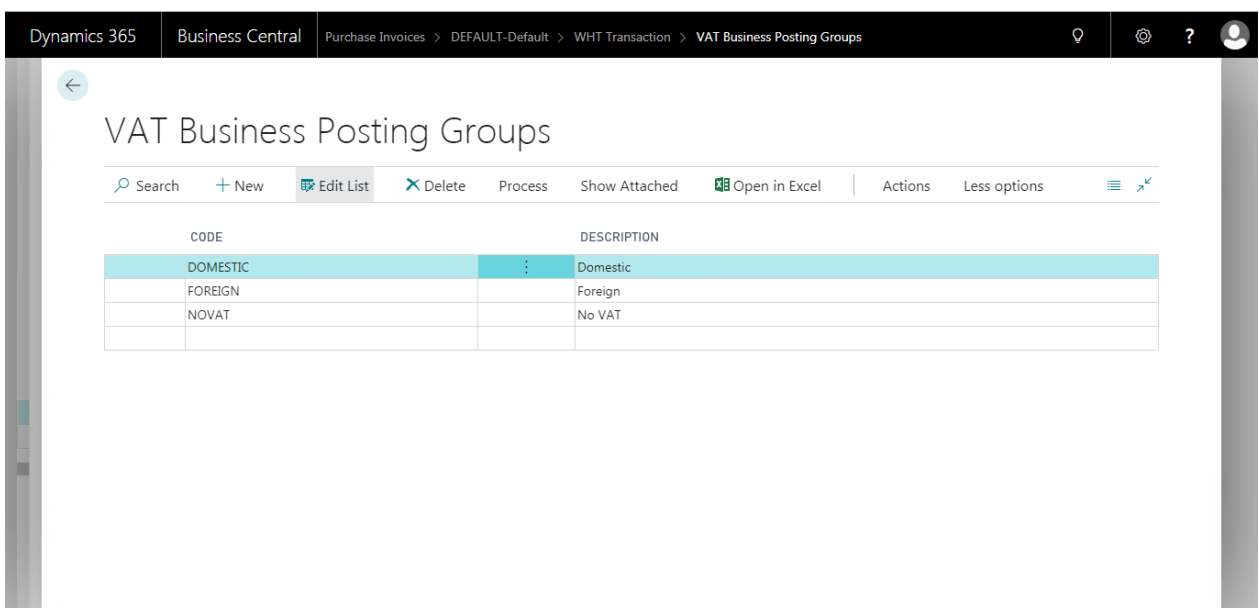 Dynamics 365 Business Central Purchase Invoices > DEFAULT-Default > WHT Transaction > VAT Business Posting Groups ?
VAT Business Posting Groups
Search + New Edit List Delete Process Show Attached Open in Excel Actions Less options
CODE DESCRIPTION
DOMESTIC Domestic
FOREIGN Foreign
NOVAT No VAT